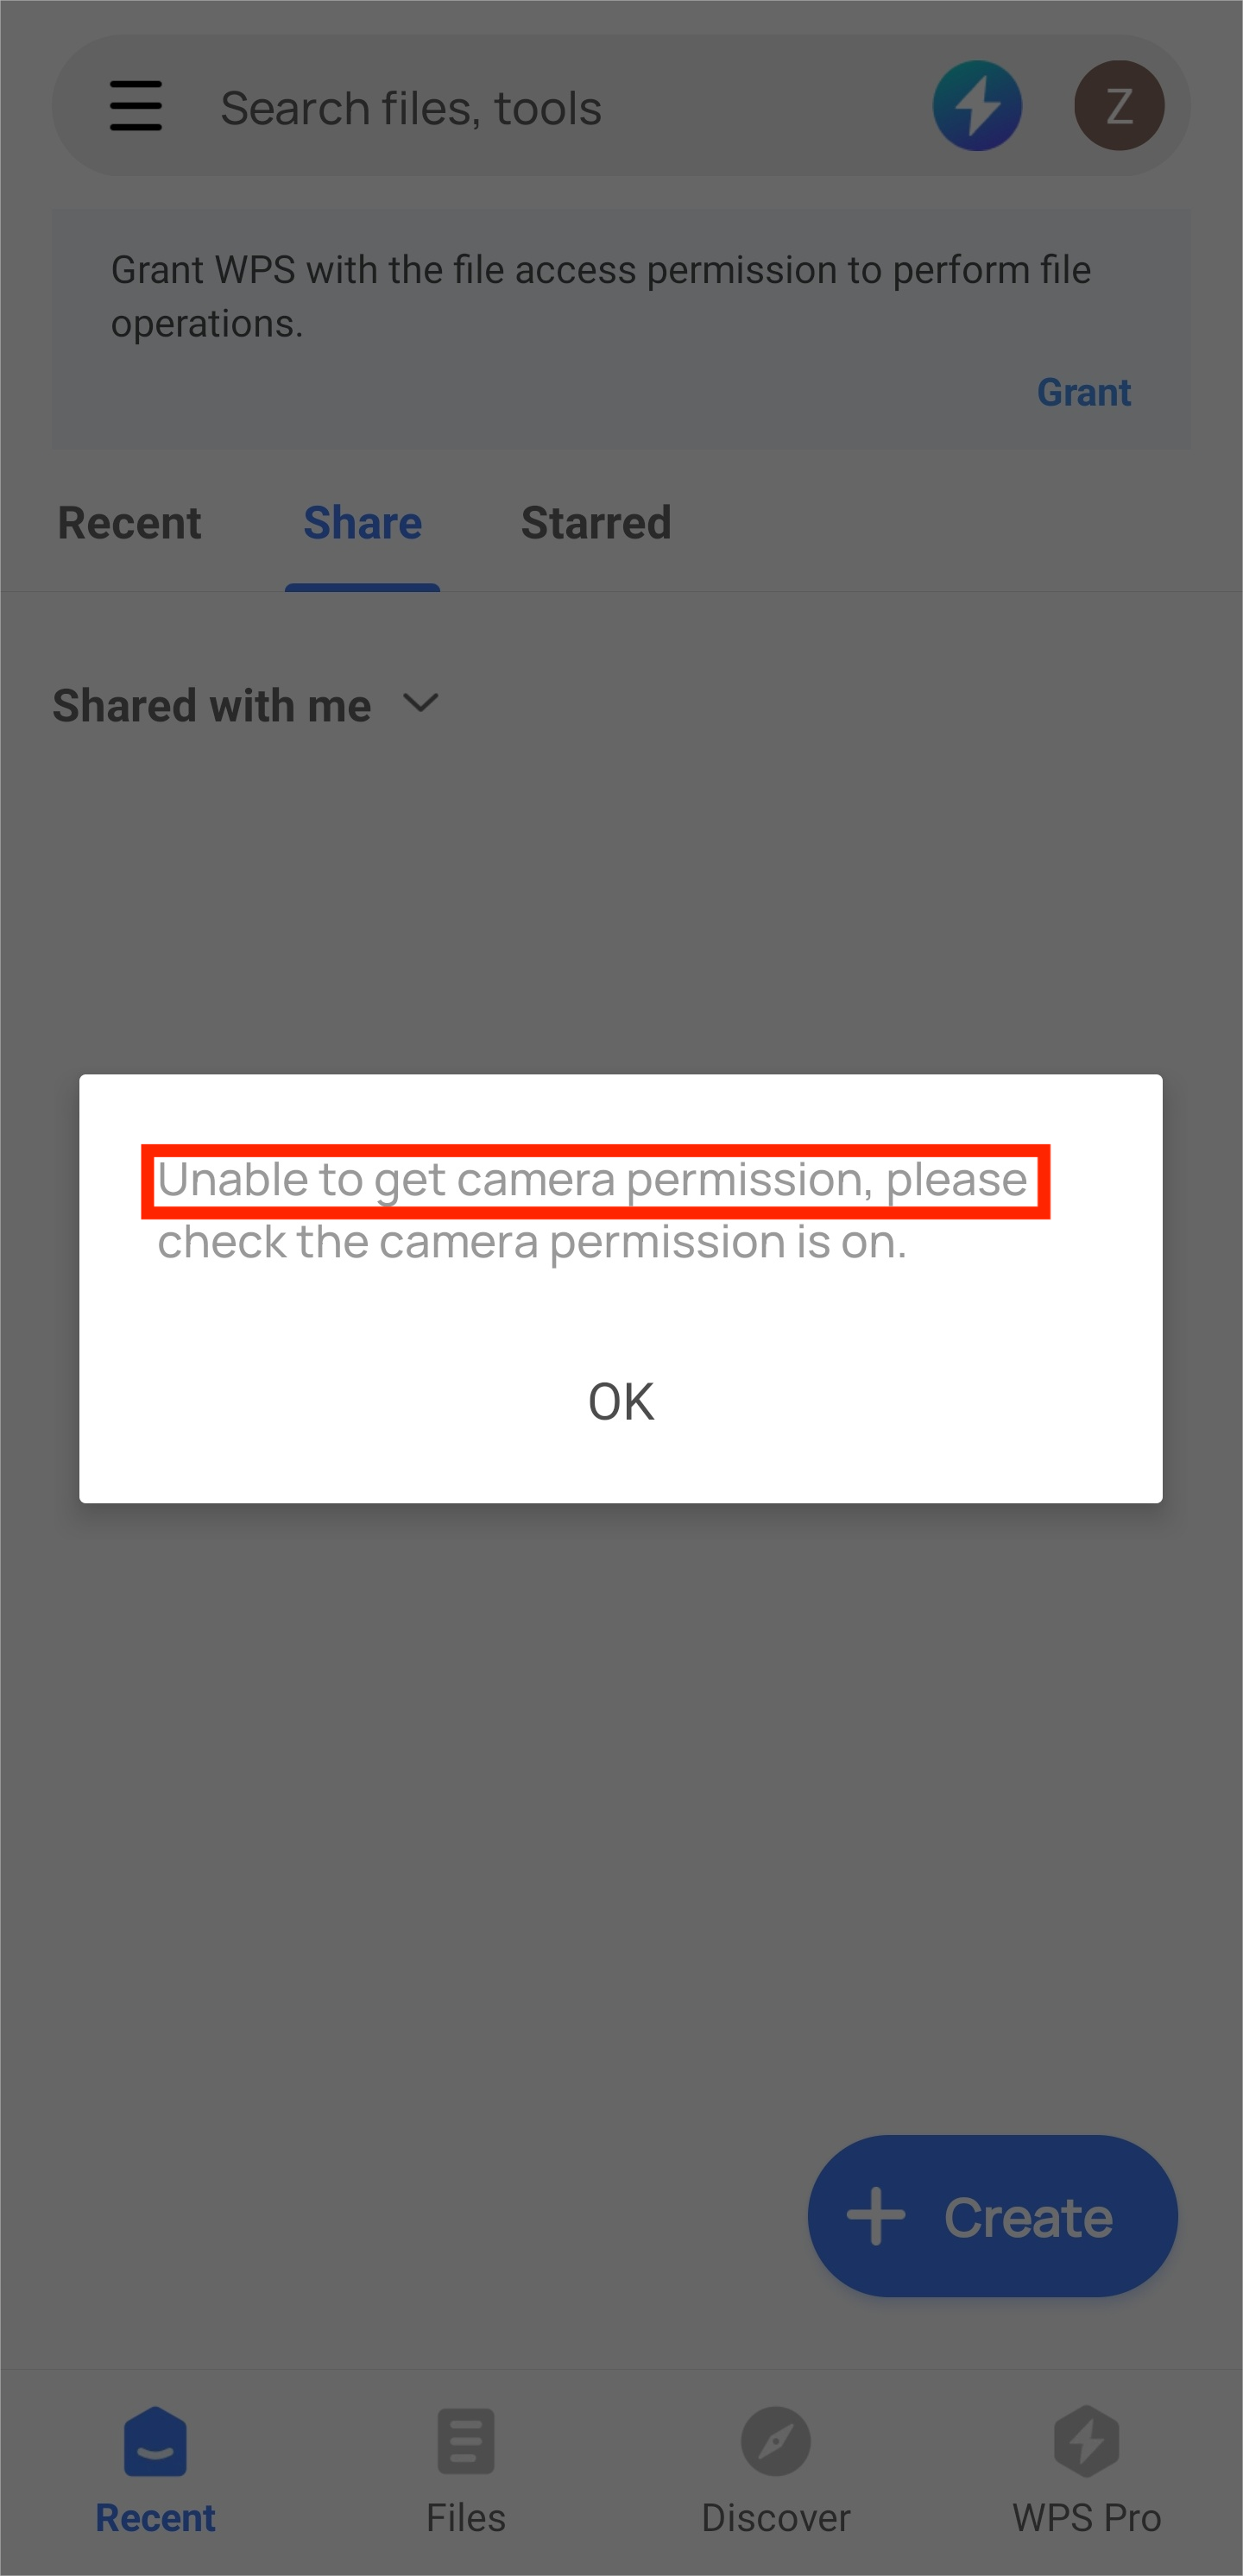 Search files, tools
Z
Grant WPS with the file access permission to perform file
operations.
Grant
Recent Share Starred
Shared with me
Unable to get camera permission, please
check the camera permission is on.
OK
Create
Recent Files Discover WPS Pro